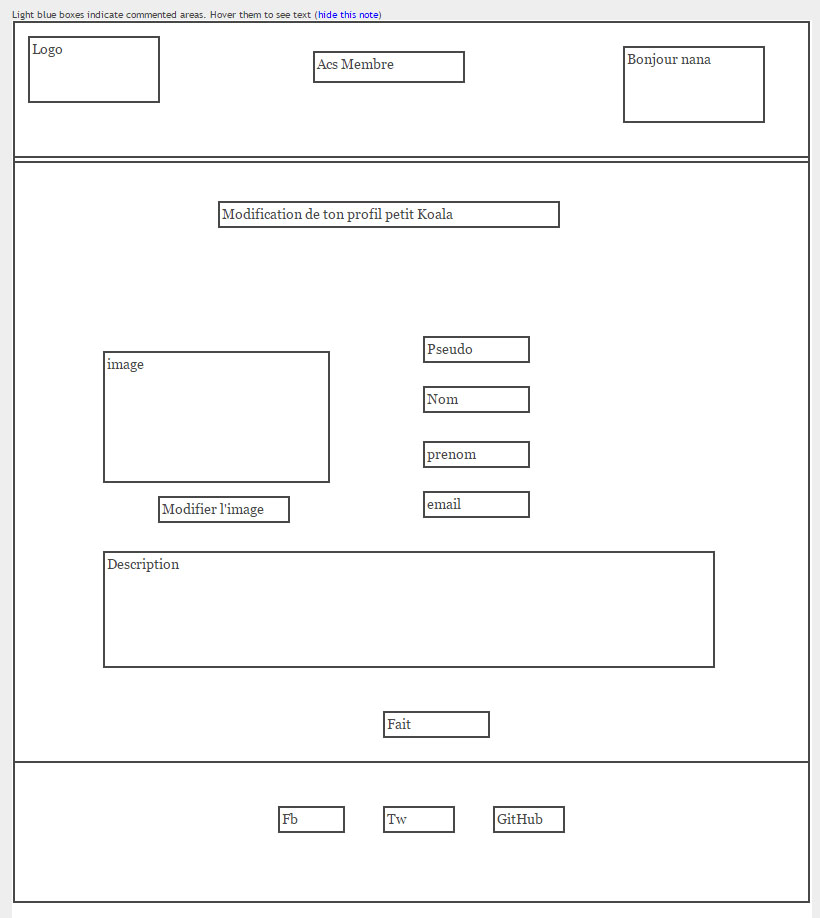 Light blue boxes indicate commented areas. Hover them to see text (hide this note)
Logo
Acs Membre
Bonjour nana
Modification de ton profil petit Koala
image
Pseudo
Nom
prenom
email
Modifier l'image
Description
Fait
Fb
Tw
GitHub